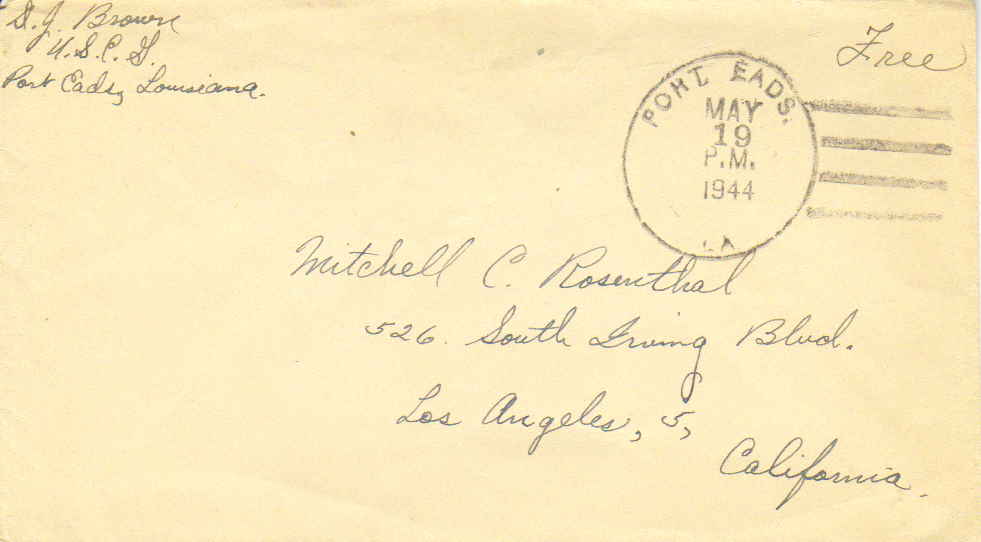 D. J. Brown
U.S.C.G.
Port Eads, Louisiana.
Free
PORT EADS.
MAY
19
P.M.
1944
LA
Mitchell C. Rosenthal
526. South Irving Blvd.
Los Angeles, 5,
California.